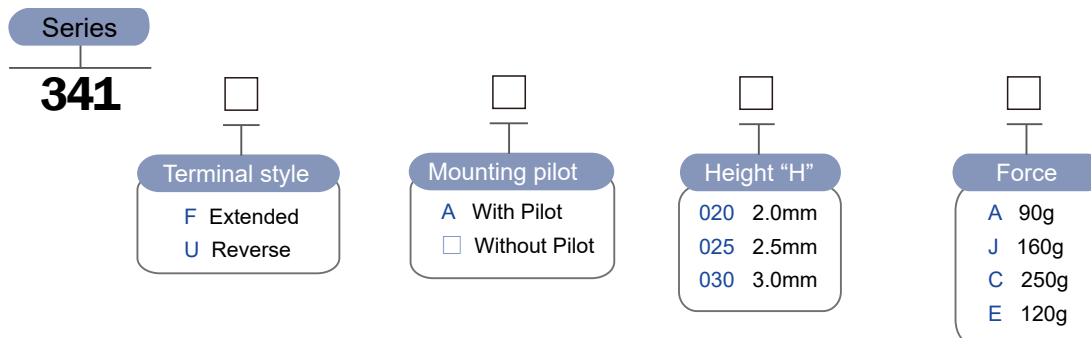 Series
341 □ □ □ □
Terminal style
F Extended
U Reverse
Mounting pilot
A With Pilot
□ Without Pilot
Height “H”
020 2.0mm
025 2.5mm
030 3.0mm
Force
A 90g
J 160g
C 250g
E 120g